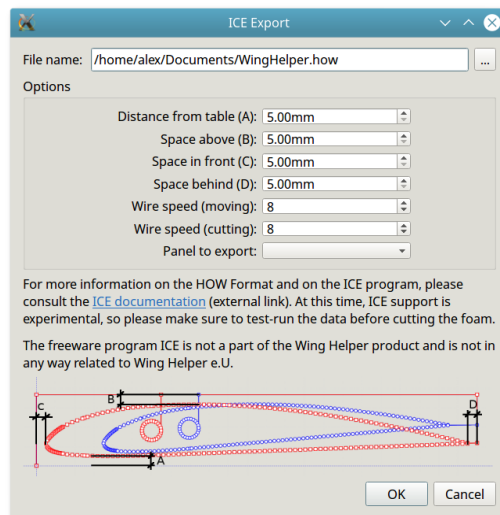 ICE Export
File name: /home/alex/Documents/WingHelper.how ...
Options
Distance from table (A): 5.00mm
Space above (B): 5.00mm
Space in front (C): 5.00mm
Space behind (D): 5.00mm
Wire speed (moving): 8
Wire speed (cutting): 8
Panel to export:
For more information on the HOW Format and on the ICE program, please
consult the ICE documentation (external link). At this time, ICE support is
experimental, so please make sure to test-run the data before cutting the foam.
The freeware program ICE is not a part of the Wing Helper product and is not in
any way related to Wing Helper e.U.
C B D
A
OK Cancel